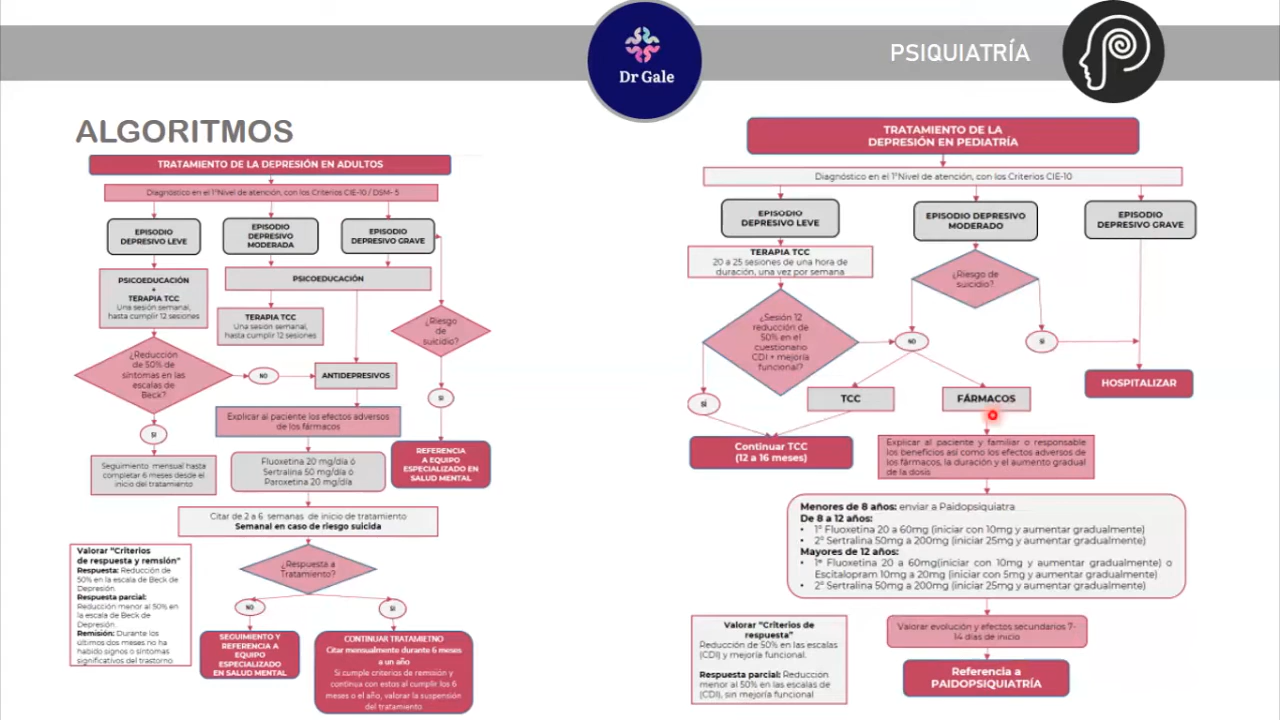 PSIQUIATRÍA
Dr Gale
ALGORITMOS
TRATAMIENTO DE LA DEPRESIÓN EN ADULTOS
Diagnóstico en el 1°Nivel de atención, con los Criterios CIE-10 / DSM- 5
EPISODIO
DEPRESIVO LEVE
EPISODIO
DEPRESIVO
MODERADA
EPISODIO
DEPRESIVO GRAVE
PSICOEDUCACIÓN
+
TERAPIA TCC
Una sesión semanal,
hasta cumplir 12 sesiones
PSICOEDUCACIÓN
TERAPIA TCC
Una sesión semanal,
hasta cumplir 12 sesiones
¿Riesgo
de
suicidio?
¿Reducción
de 50% de
síntomas en las
escalas de
Beck?
NO
ANTIDEPRESIVOS
SI
Explicar al paciente los efectos adversos
de los fármacos
SI
Seguimiento mensual hasta
completar 6 meses desde el
inicio del tratamiento
Fluoxetina 20 mg/día ó
Sertralina 50 mg/día ó
Paroxetina 20 mg/día
REFERENCIA
A EQUIPO
ESPECIALIZADO EN
SALUD MENTAL
Citar de 2 a 6 semanas de inicio de tratamiento
Semanal en caso de riesgo suicida
Valorar "Criterios
de respuesta y remsión"
Respuesta: Reducción de
50% en la escala de Beck de
Depresión.
Respuesta parcial:
Reducción menor al 50% en
la escala de Beck de
Depresión
Remisión: Durante los
últimos dos meses no ha
habido signos o síntomas
significativos del trastorno
¿Respuesta a
Tratamiento?
NO
SI
SEGUIMIENTO Y
REFERENCIA A
EQUIPO
ESPECIALIZADO
EN SALUD MENTAL
CONTINUAR TRATAMIETNO
Citar mensualmente durante 6 meses
a un año
Si cumple criterios de remisión y
continua con estos al cumplir los 6
meses o el año, valorar la suspensión
del tratamiento
TRATAMIENTO DE LA
DEPRESIÓN EN PEDIATRÍA
Diagnóstico en el 1°Nivel de atención, con los Criterios CIE-10
EPISODIO
DEPRESIVO LEVE
EPISODIO DEPRESIVO
MODERADO
EPISODIO
DEPRESIVO GRAVE
TERAPIA TCC
20 a 25 sesiones de una hora de
duración, una vez por semana
¿Riesgo de
suicidio?
¿Sesión 12
reducción de
50% en el
cuestionario
CDI + mejoría
funcional?
NO
SÍ
SÍ
TCC
FÁRMACOS
HOSPITALIZAR
Continuar TCC
(12 a 16 meses)
Explicar al paciente y familiar o responsable
los beneficios así como los efectos adversos de
los fármacos, la duración y el aumento gradual
de la dosis
Menores de 8 años: enviar a Paidopsiquiatra
De 8 a 12 años:
• 1ª Fluoxetina 20 a 60mg (iniciar con 10mg y aumentar gradualmente)
• 2ª Sertralina 50mg a 200mg (iniciar 25mg y aumentar gradualmente)
Mayores de 12 años:
• 1ª Fluoxetina 20 a 60mg(iniciar con 10mg y aumentar gradualmente) o
Escitalopram 10mg a 20mg (iniciar con 5mg y aumentar gradualmente)
• 2ª Sertralina 50mg a 200mg (iniciar 25mg y aumentar gradualmente)
Valorar "Criterios de
respuesta"
Reducción de 50% en las escalas
(CDI) y mejoría funcional.
Respuesta parcial: Reducción
menor al 50% en las escalas de
(CDI), sin mejoría funcional
Valorar evolución y efectos secundarios 7-
14 días de inicio
Referencia a
PAIDOPSIQUIATRÍA